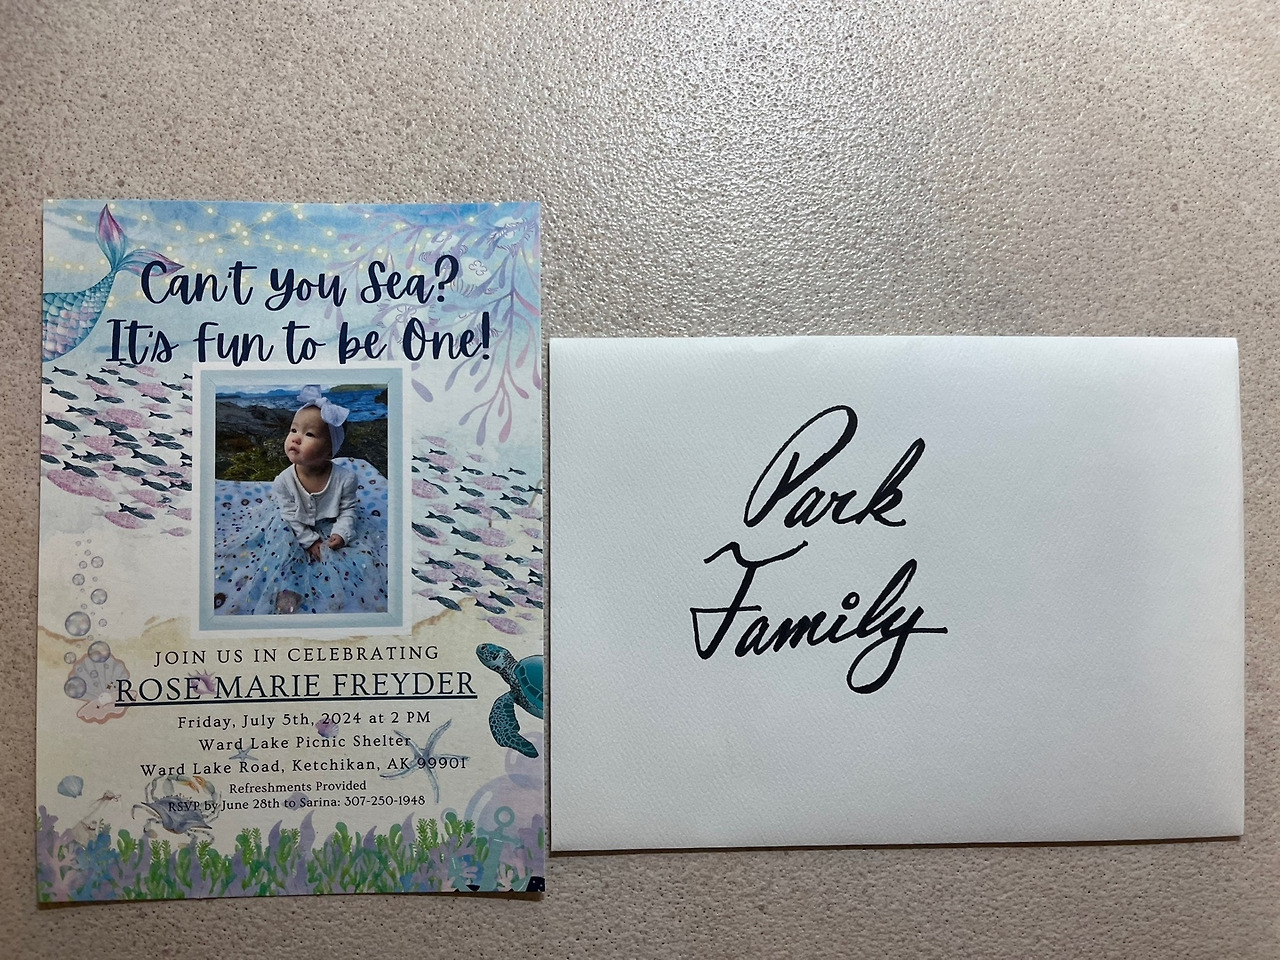 Can't You Sea?
It's Fun to be One!
JOIN US IN CELEBRATING
ROSE MARIE FREYDER
Friday, July 5th, 2024 at 2 PM
Ward Lake Picnic Shelter
Ward Lake Road, Ketchikan, AK 99901
Refreshments Provided
RSVP by June 28th to Sarina: 307-250-1948
Park
Family